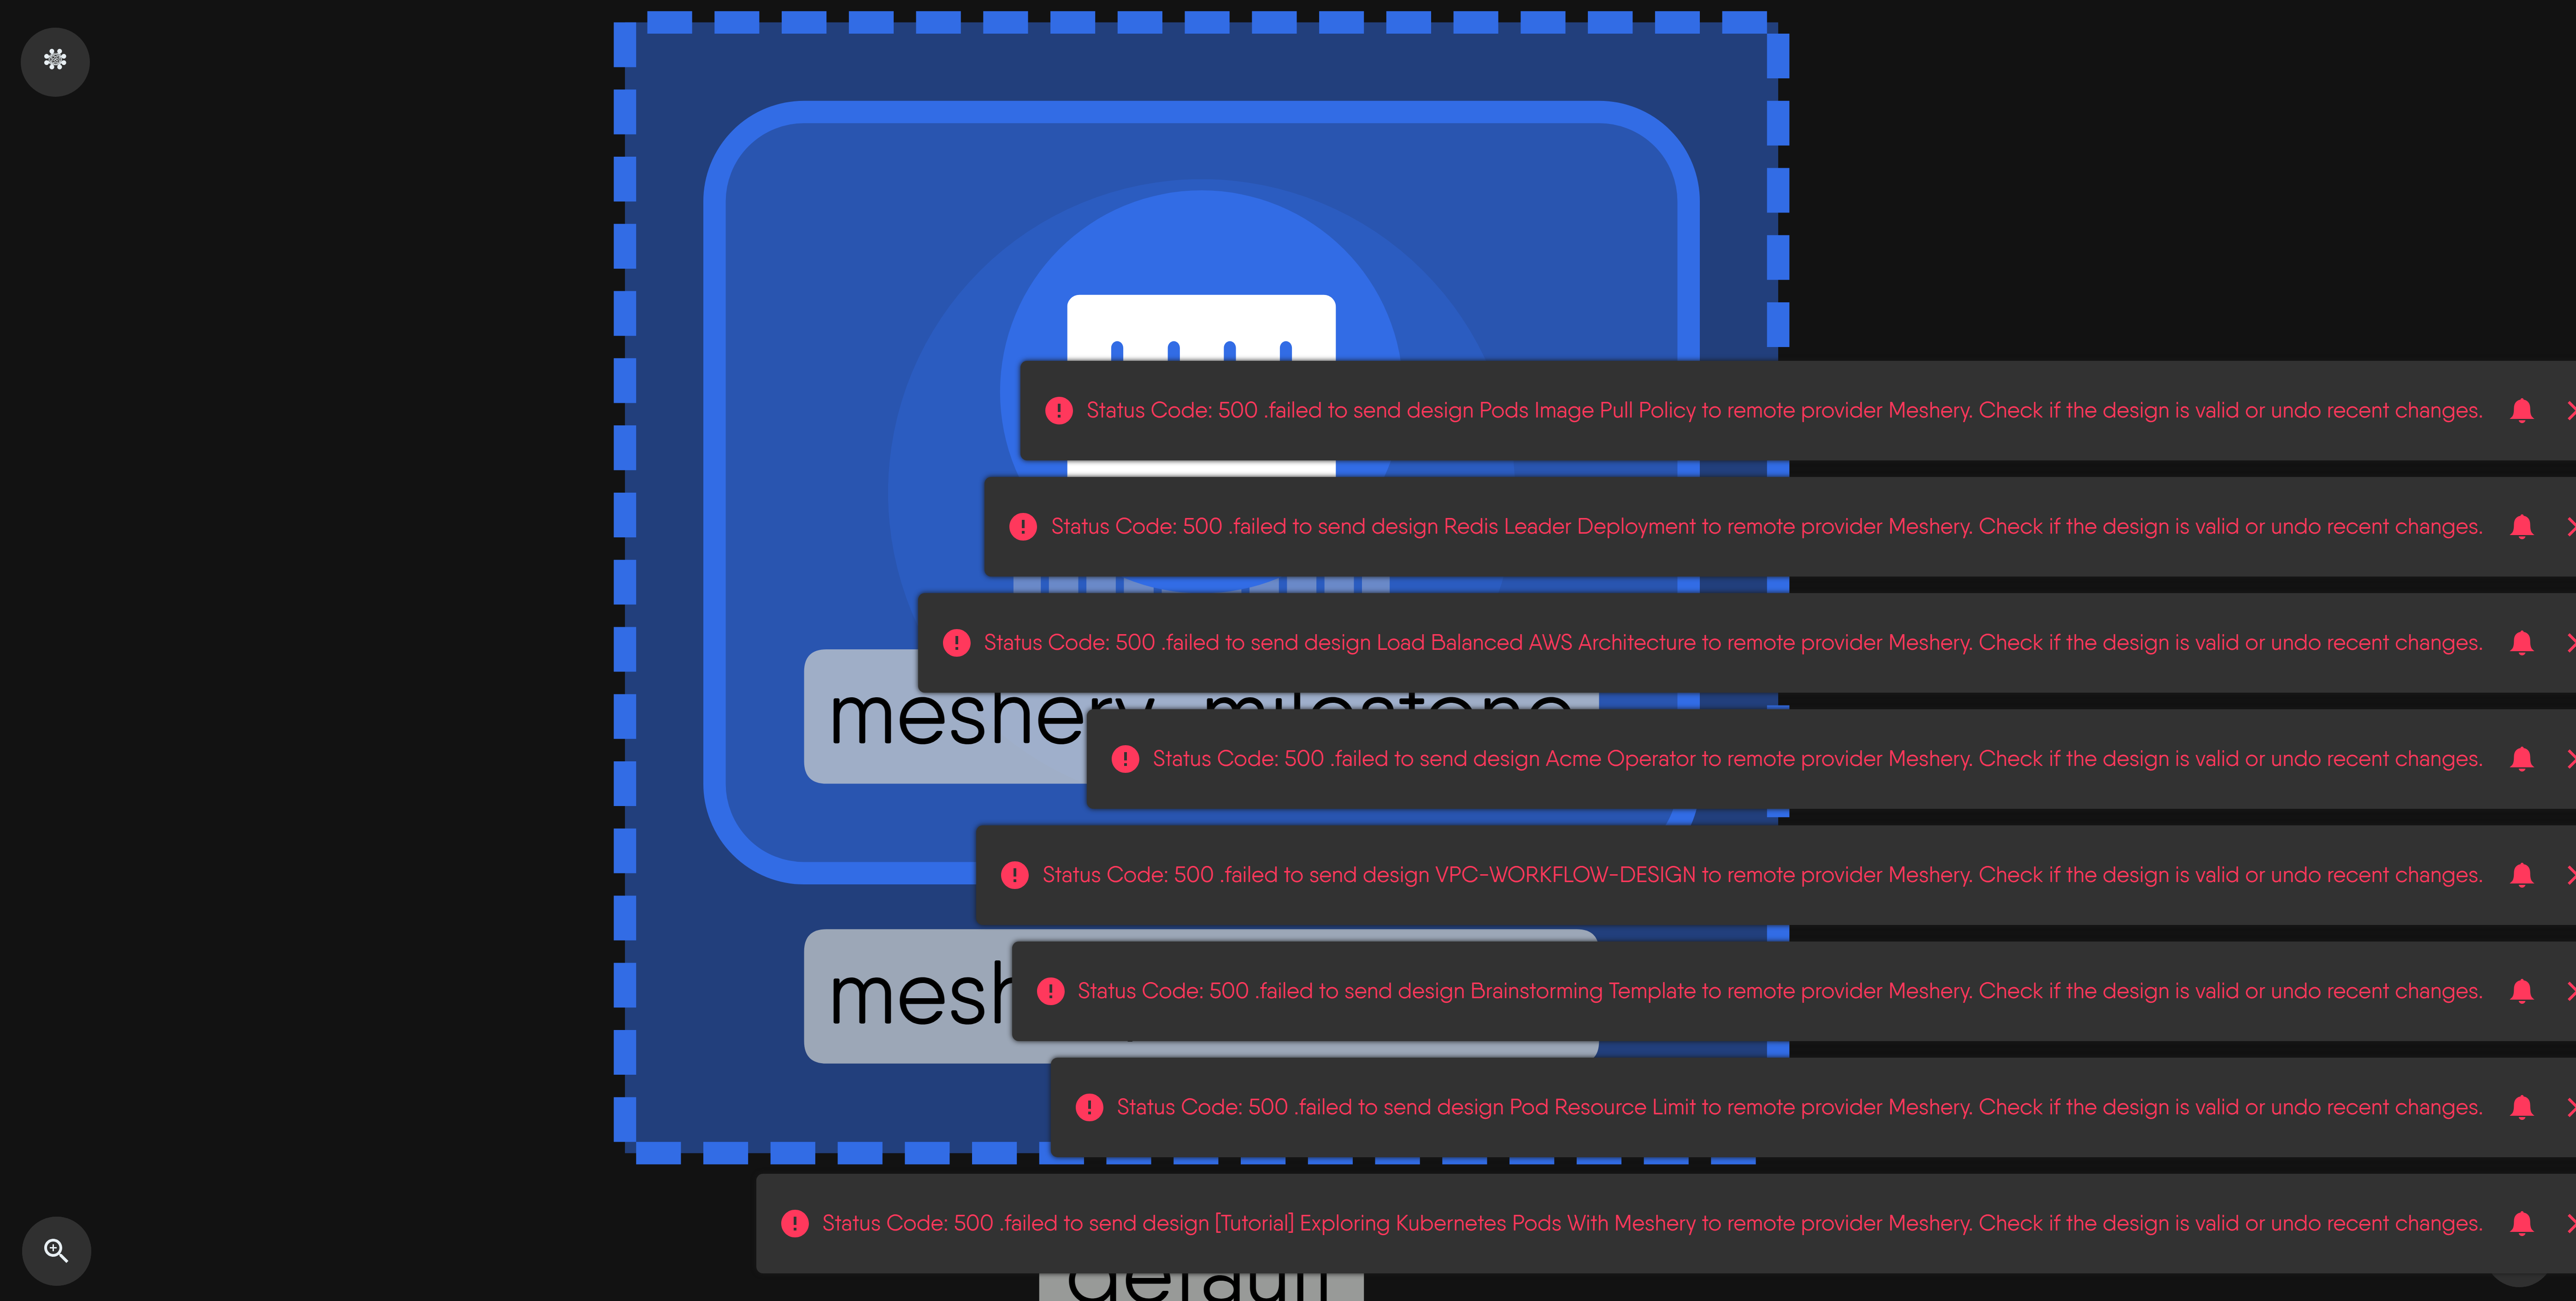 Status Code: 500 .failed to send design Pods Image Pull Policy to remote provider Meshery. Check if the design is valid or undo recent changes.
Status Code: 500 .failed to send design Redis Leader Deployment to remote provider Meshery. Check if the design is valid or undo recent changes.
Status Code: 500 .failed to send design Load Balanced AWS Architecture to remote provider Meshery. Check if the design is valid or undo recent changes.
meshery-milestone
Status Code: 500 .failed to send design Acme Operator to remote provider Meshery. Check if the design is valid or undo recent changes.
Status Code: 500 .failed to send design VPC-WORKFLOW-DESIGN to remote provider Meshery. Check if the design is valid or undo recent changes.
Status Code: 500 .failed to send design Brainstorming Template to remote provider Meshery. Check if the design is valid or undo recent changes.
Status Code: 500 .failed to send design Pod Resource Limit to remote provider Meshery. Check if the design is valid or undo recent changes.
Status Code: 500 .failed to send design [Tutorial] Exploring Kubernetes Pods With Meshery to remote provider Meshery. Check if the design is valid or undo recent changes.
default